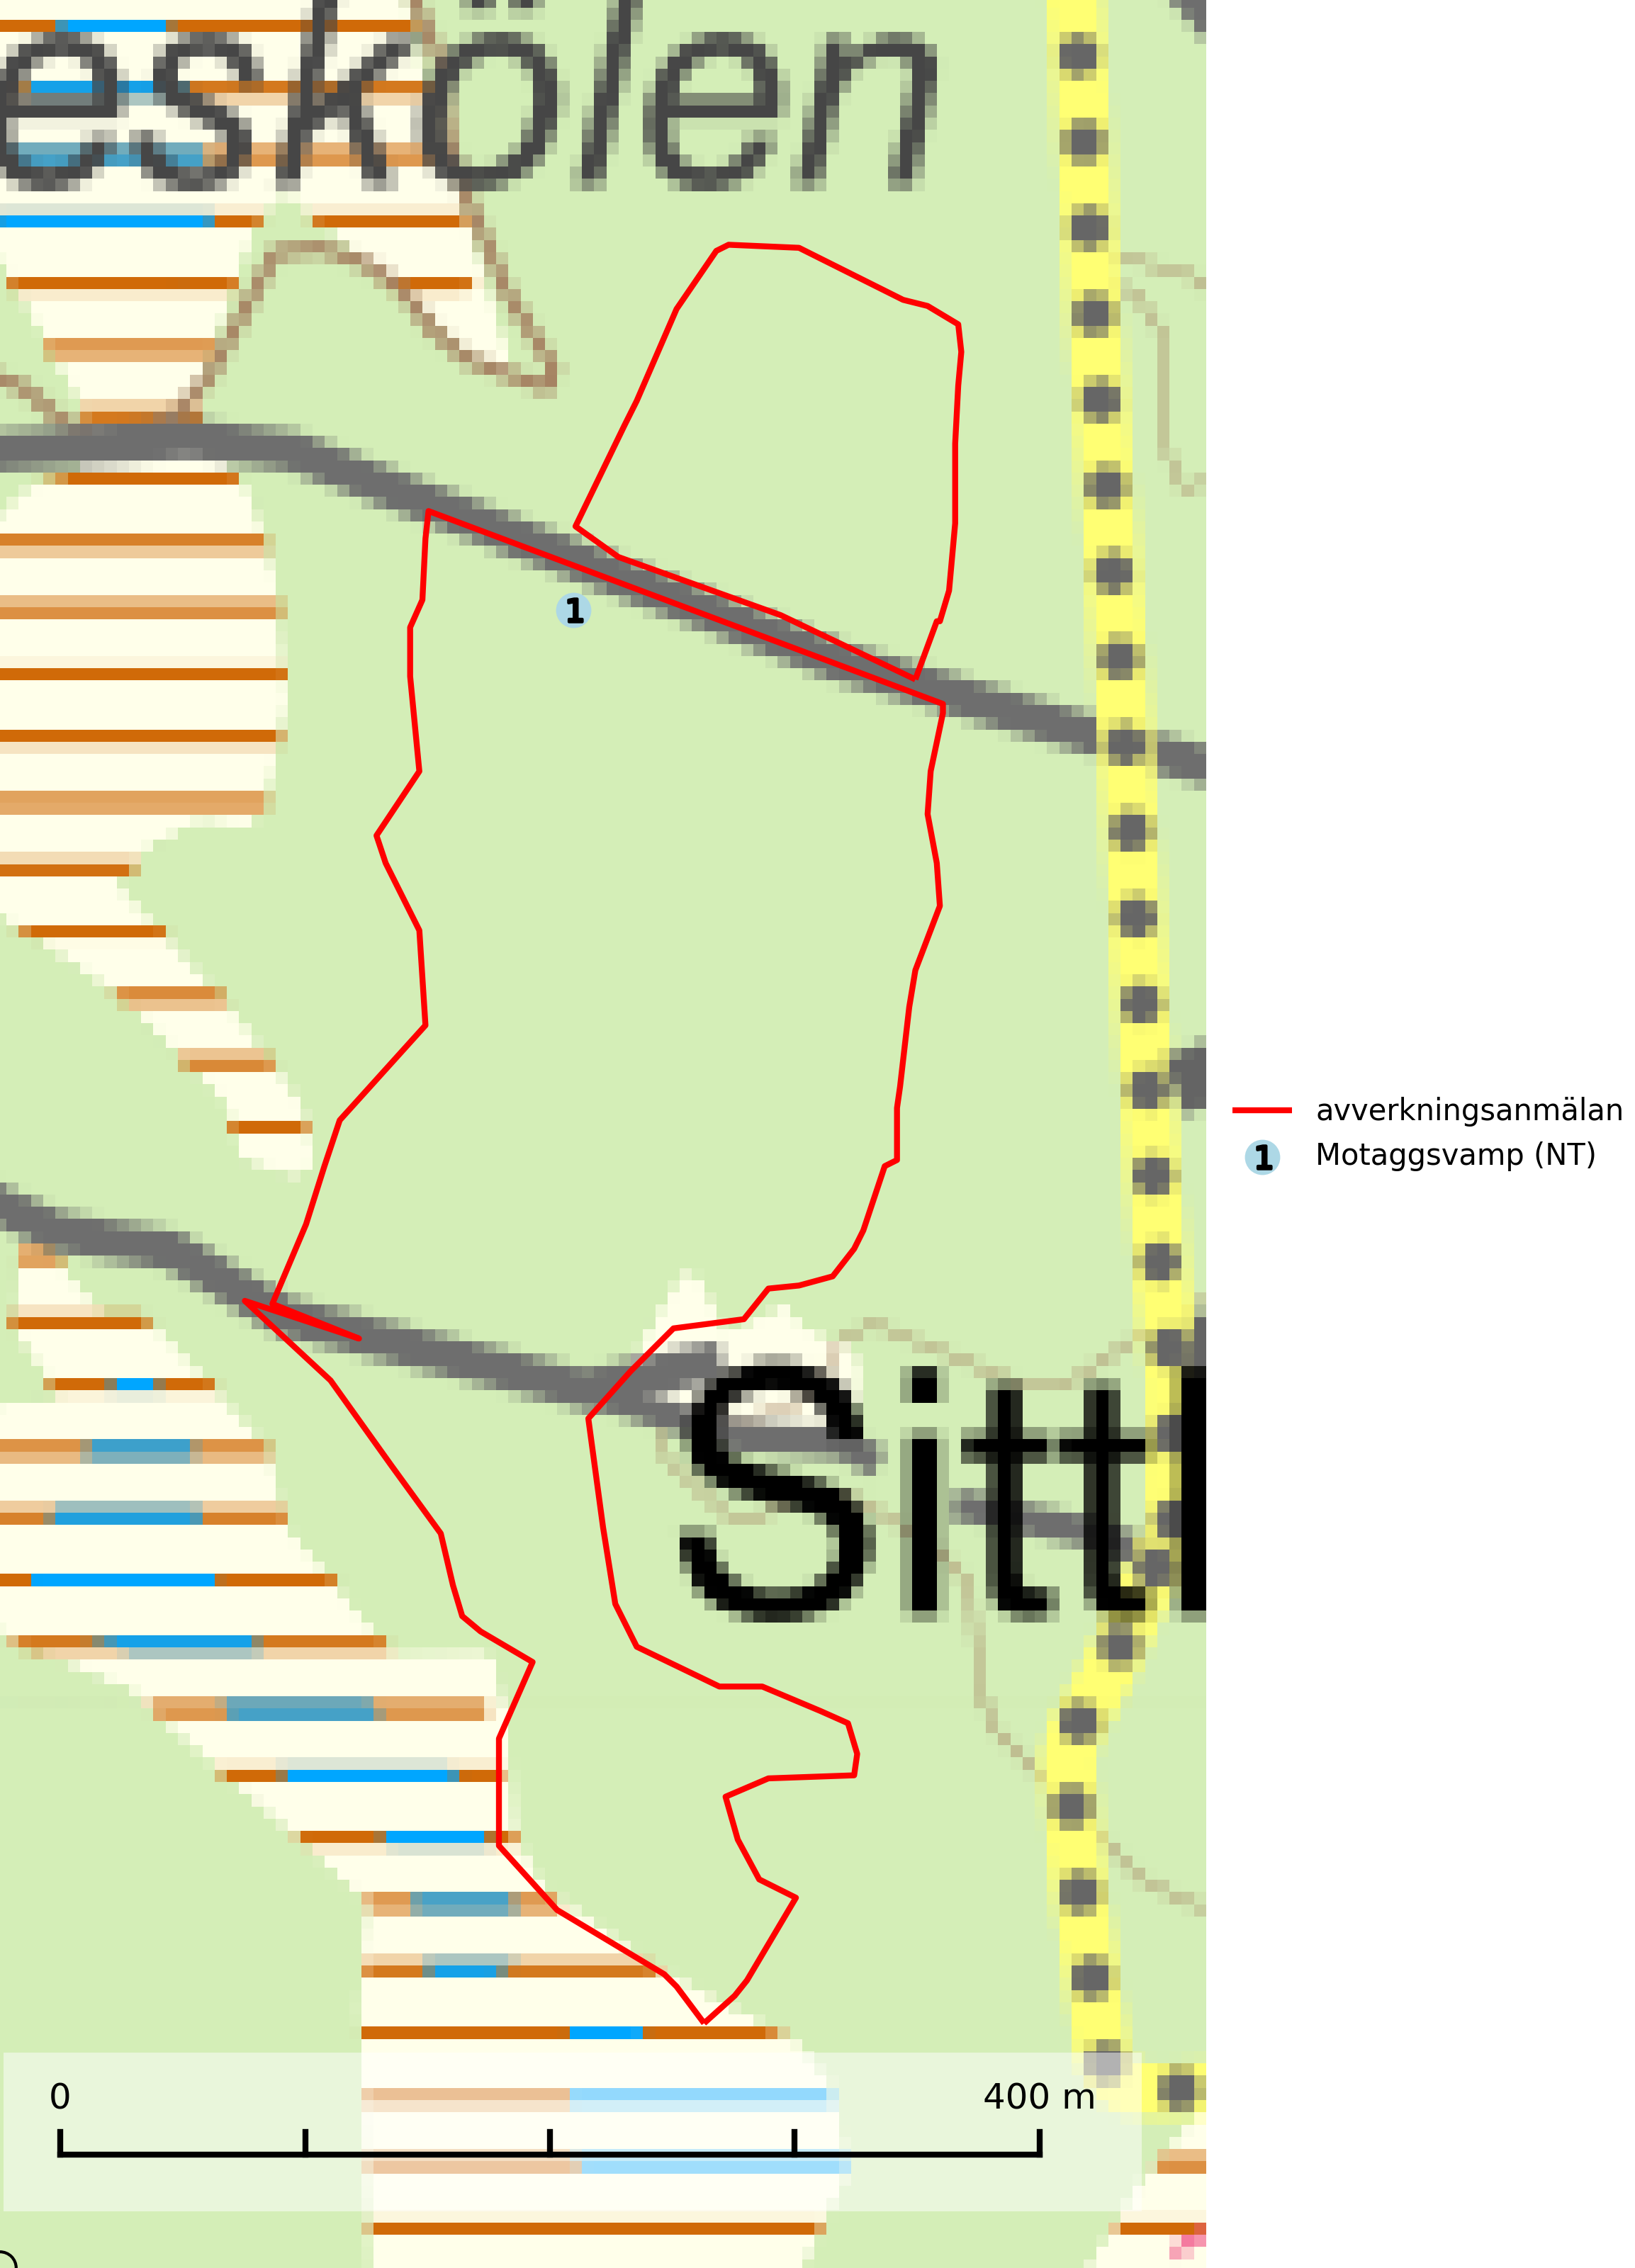 eskölen
1
avverkningsanmälan
1 Motaggsvamp (NT)
Sittl
0 400 m